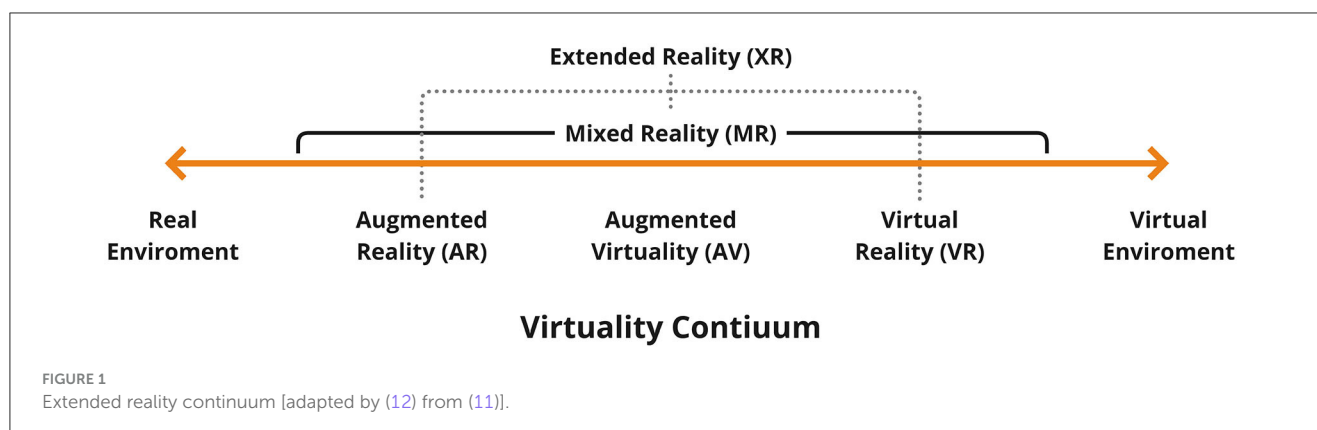 Extended Reality (XR)
Mixed Reality (MR)
Real
Enviroment
Augmented
Reality (AR)
Augmented
Virtuality (AV)
Virtual
Reality (VR)
Virtual
Enviroment
Virtuality Contiuum
FIGURE 1
Extended reality continuum [adapted by (12) from (11)].